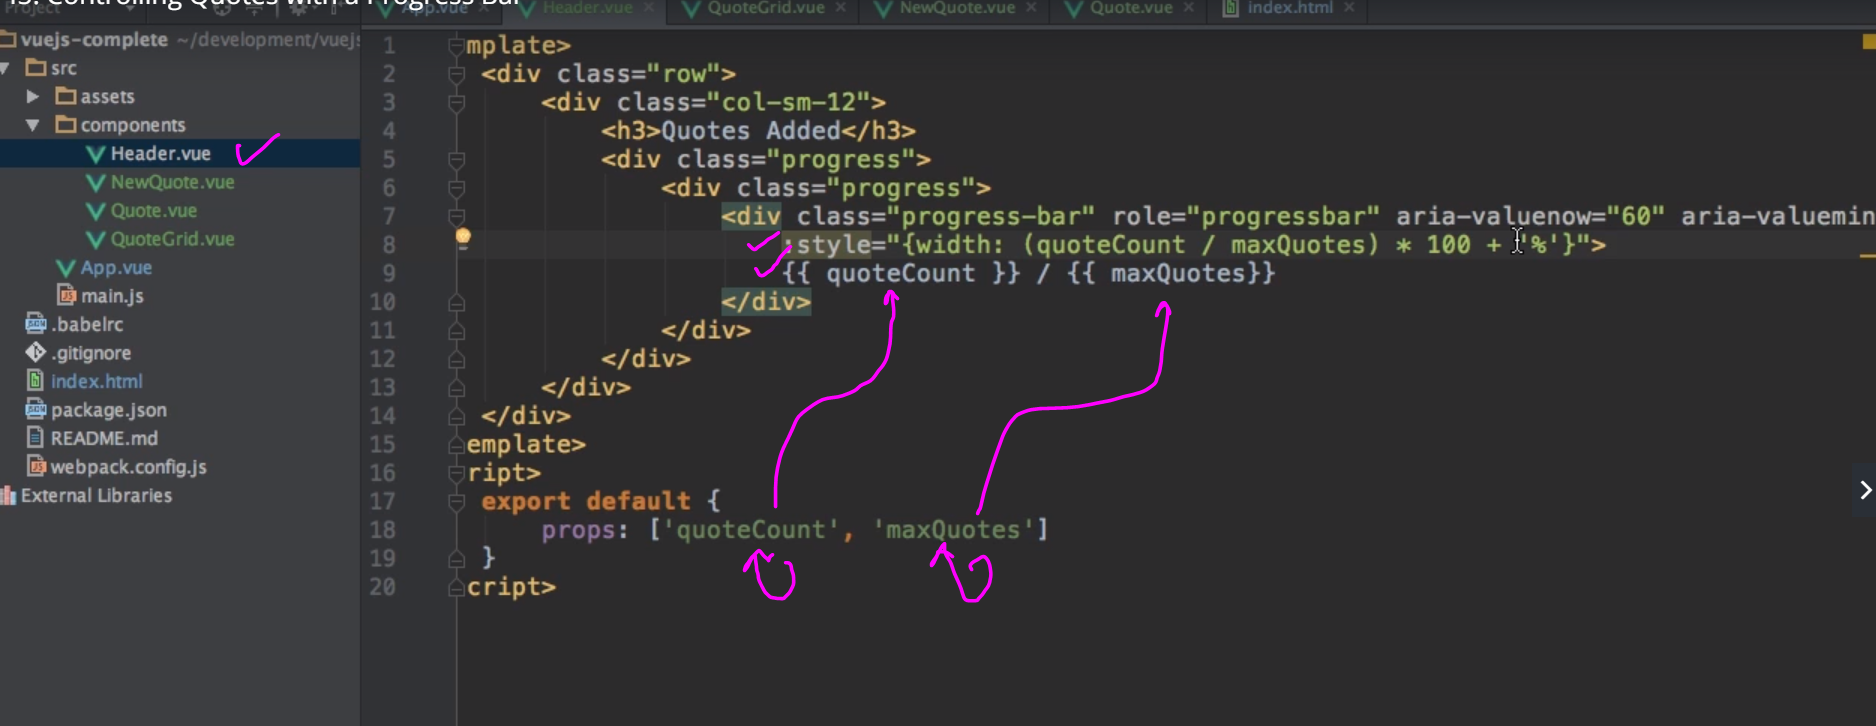 Controlling Quotes with a Progress Bar
Project
App.vue
Header.vue
QuoteGrid.vue
NewQuote.vue
Quote.vue
index.html
vuejs-complete ~/development/vuejs
src
assets
components
Header.vue
NewQuote.vue
Quote.vue
QuoteGrid.vue
App.vue
main.js
.babelrc
.gitignore
index.html
package.json
README.md
webpack.config.js
External Libraries
1 mplate>
2 <div class="row">
3 <div class="col-sm-12">
4 <h3>Quotes Added</h3>
5 <div class="progress">
6 <div class="progress">
7 <div class="progress-bar" role="progressbar" aria-valuenow="60" aria-valuemin
8 :style="{width: (quoteCount / maxQuotes) * 100 + '%'}">
9 {{ quoteCount }} / {{ maxQuotes}}
10 </div>
11 </div>
12 </div>
13 </div>
14 </div>
15 emplate>
16 ript>
17 export default {
18 props: ['quoteCount', 'maxQuotes']
19 }
20 cript>